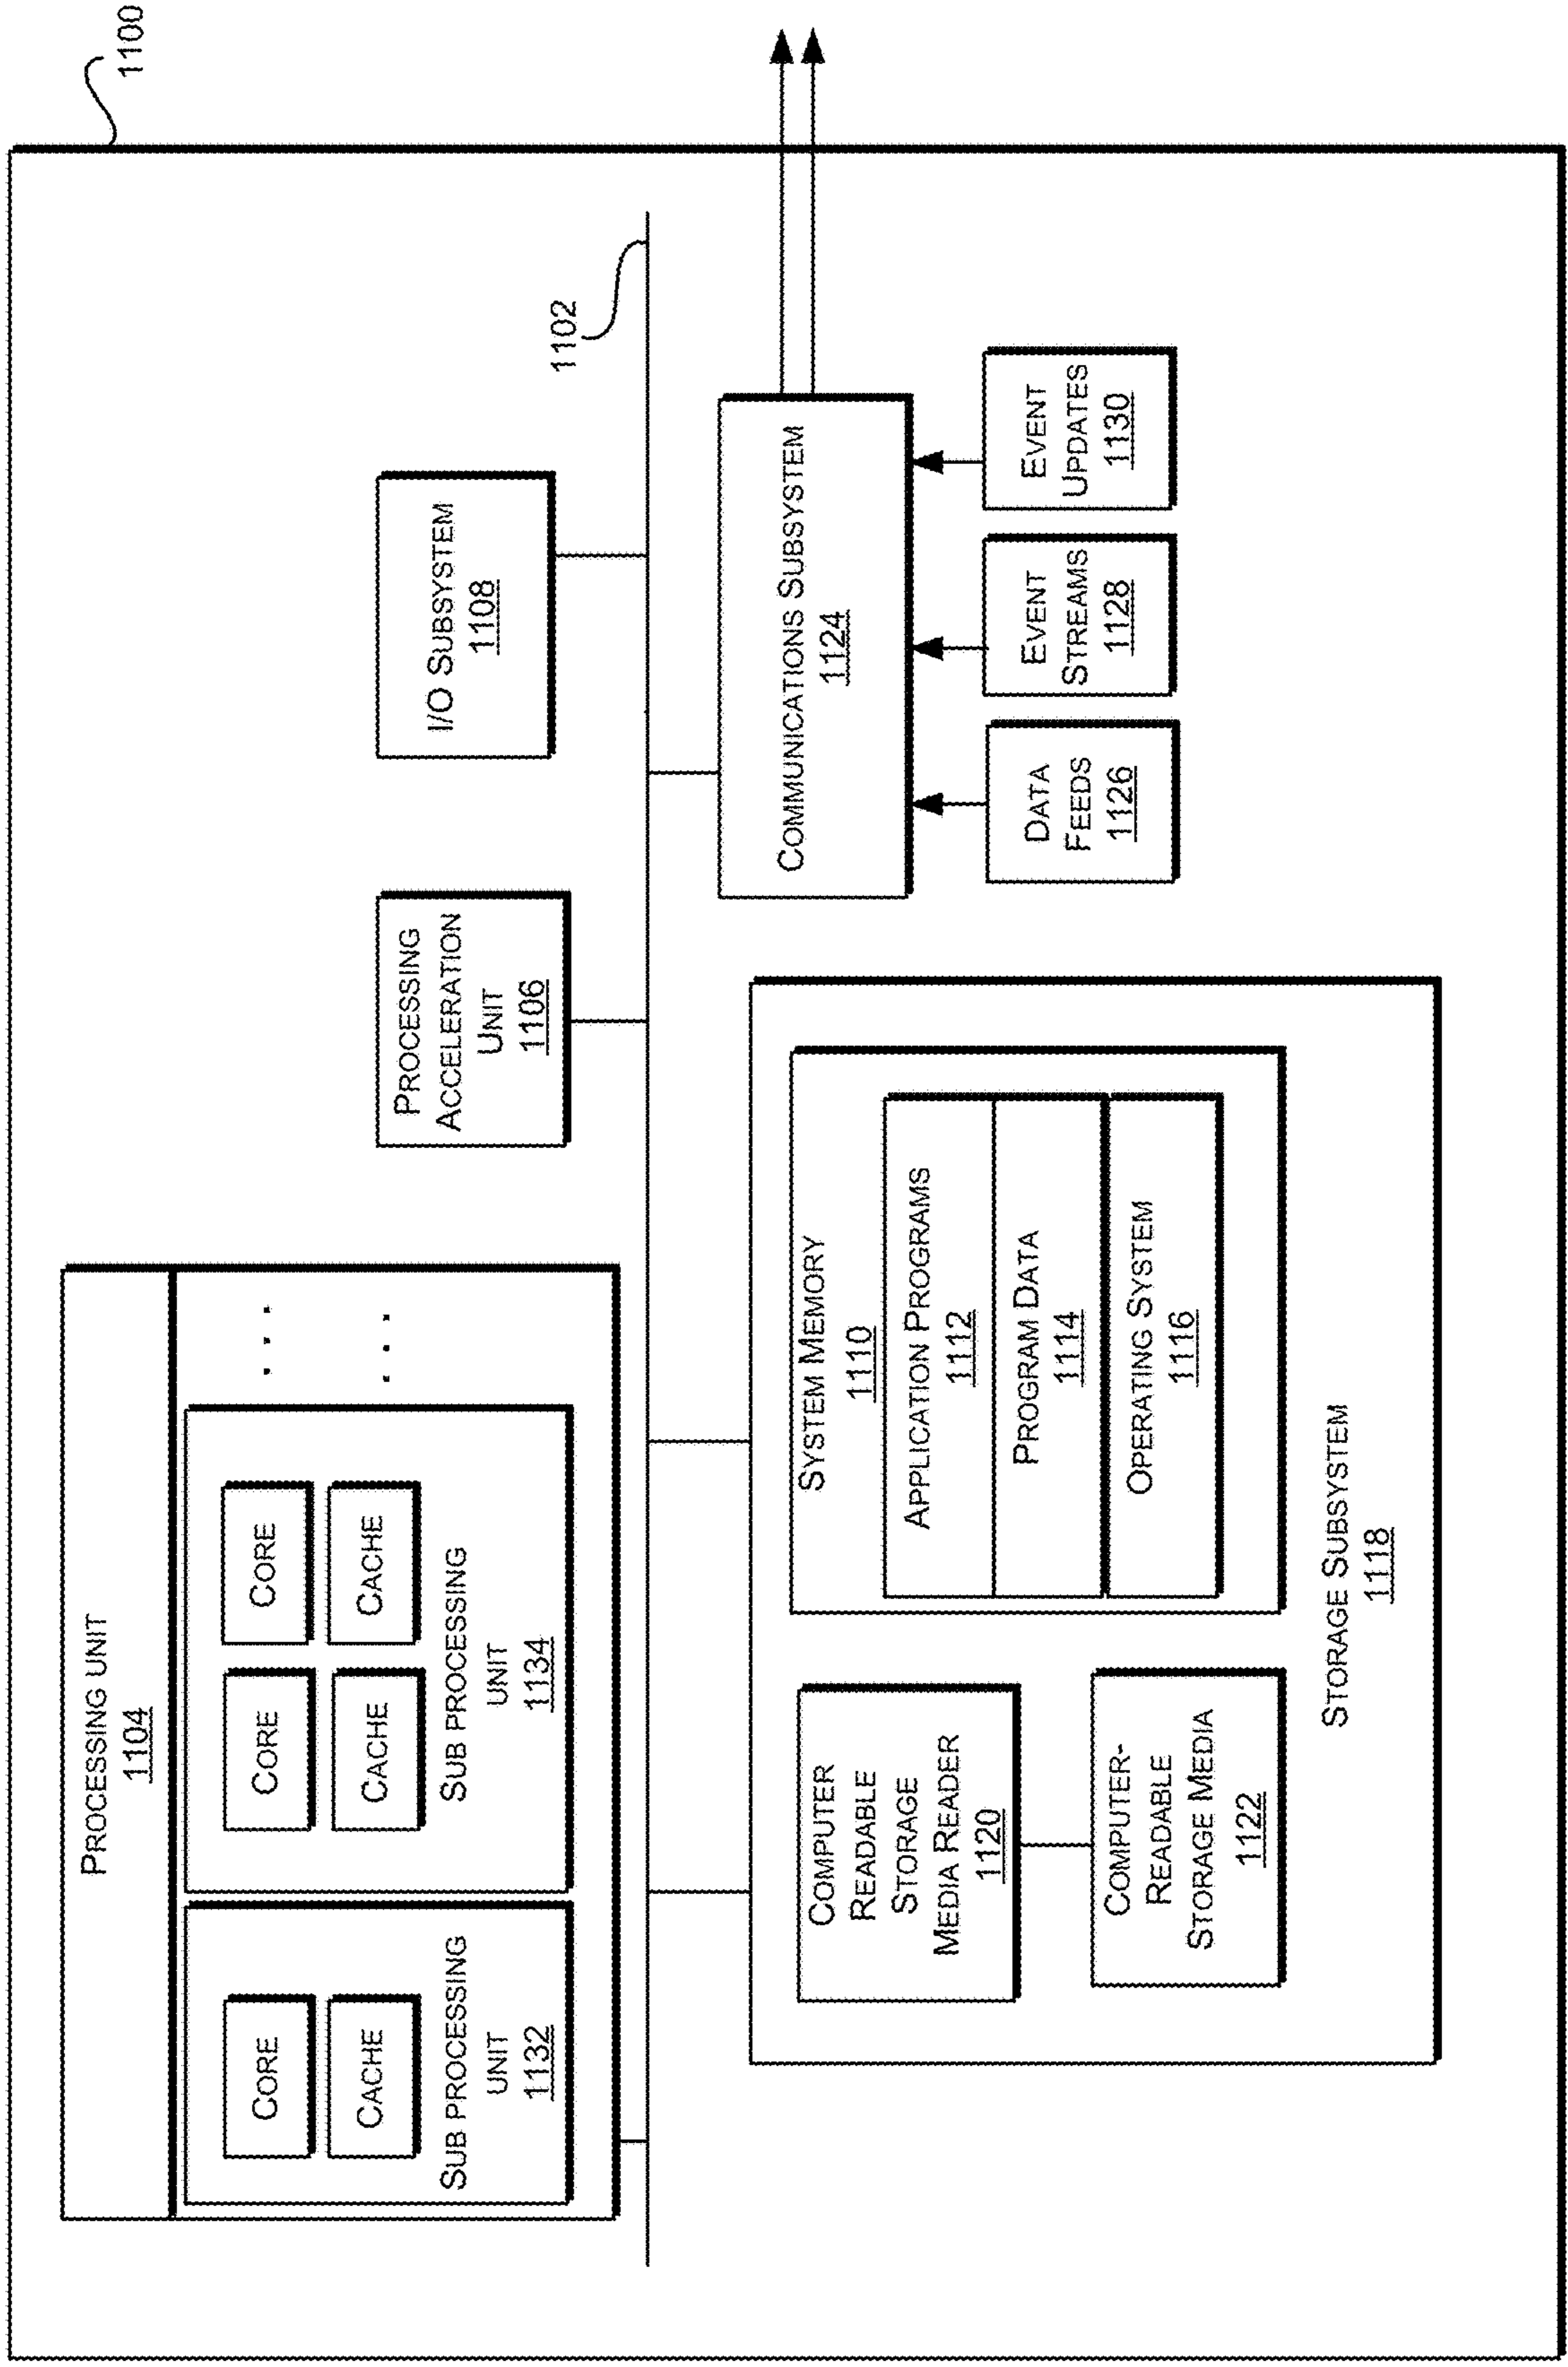 1100
PROCESSING UNIT
1104
CORE
CACHE
SUB PROCESSING
UNIT
1132
CORE
CORE
CACHE
CACHE
SUB PROCESSING
UNIT
1134
. . .
. . .
PROCESSING
ACCELERATION
UNIT
1106
I/O SUBSYSTEM
1108
1102
COMPUTER
READABLE
STORAGE
MEDIA READER
1120
COMPUTER-
READABLE
STORAGE MEDIA
1122
SYSTEM MEMORY
1110
APPLICATION PROGRAMS
1112
PROGRAM DATA
1114
OPERATING SYSTEM
1116
STORAGE SUBSYSTEM
1118
COMMUNICATIONS SUBSYSTEM
1124
DATA
FEEDS
1126
EVENT
STREAMS
1128
EVENT
UPDATES
1130